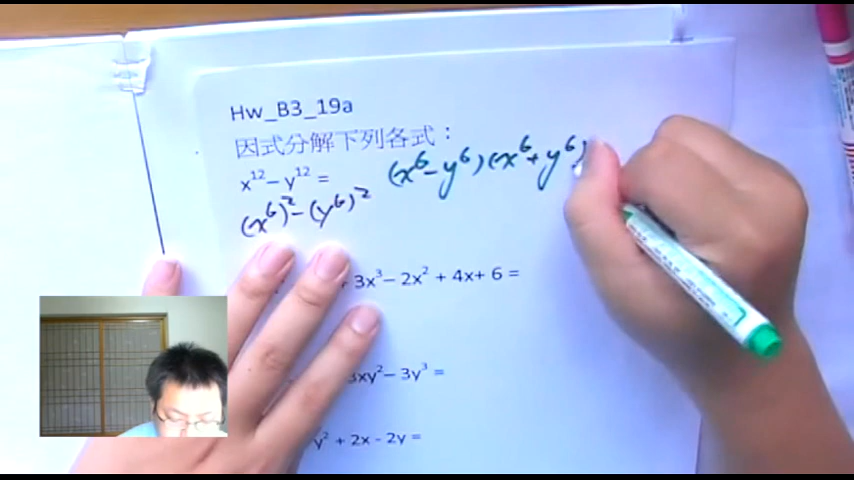 Hw_B3_19a
因式分解下列各式：
x¹² – y¹² = (x⁶ – y⁶)(x⁶ + y⁶)
(x⁶)² – (y⁶)²
+ 3x³ – 2x² + 4x + 6 =
3xy² – 3y³ =
y² + 2x - 2y =